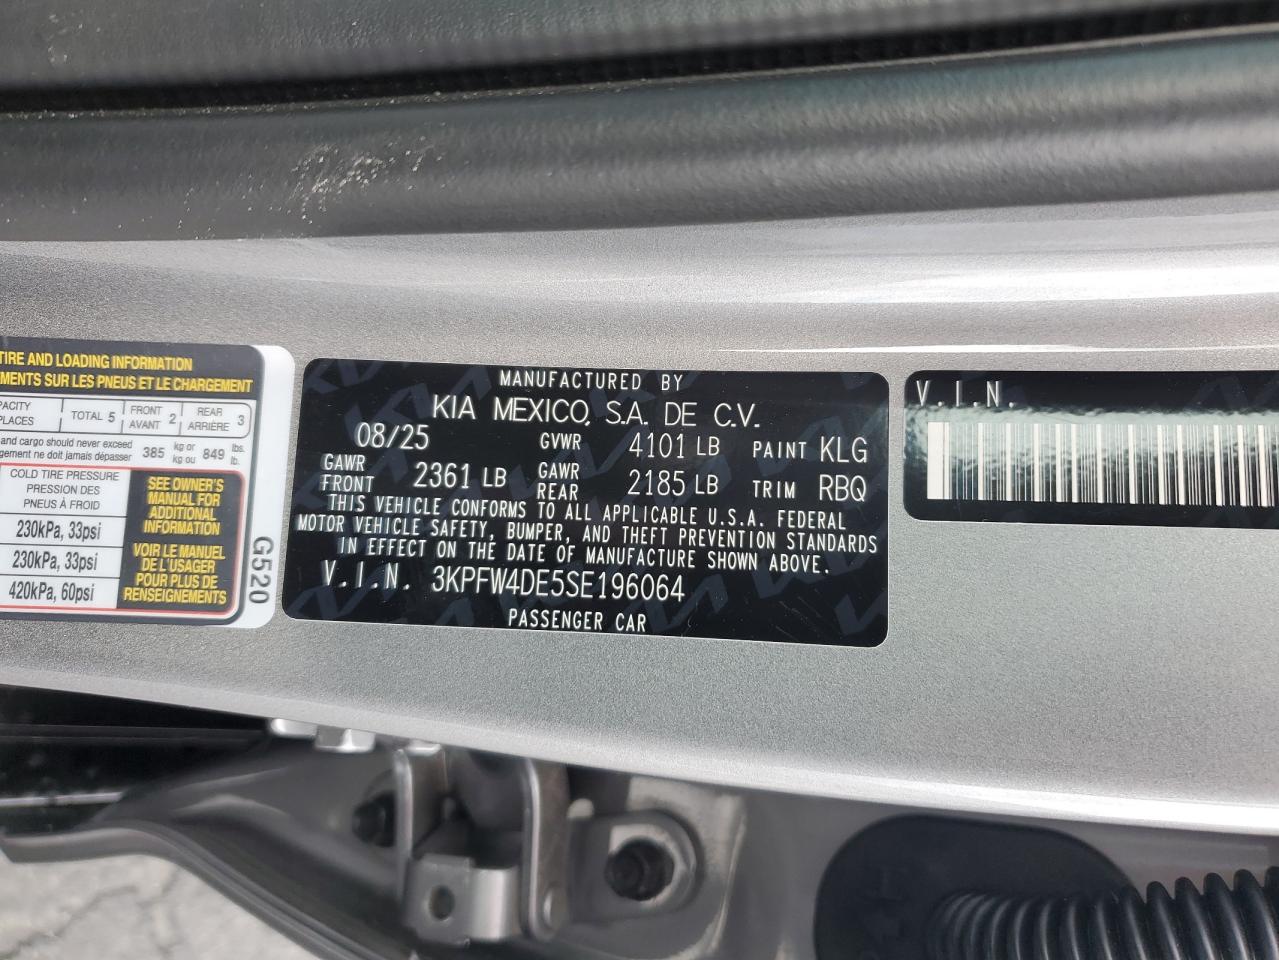 TIRE AND LOADING INFORMATION
EMENTS SUR LES PNEUS ET LE CHARGEMENT
TOTAL 5
FRONT AVANT 2
REAR ARRIÈRE 3
and cargo should never exceed
ne doit jamais dépasser
385 kg or kg ou 849 lbs. lb.
COLD TIRE PRESSURE
PRESSION DES
PNEUS À FROID
230kPa, 33psi
230kPa, 33psi
420kPa, 60psi
SEE OWNER'S
MANUAL FOR
ADDITIONAL
INFORMATION
VOIR LE MANUEL
DE L'USAGER
POUR PLUS DE
RENSEIGNEMENTS
G520
MANUFACTURED BY
KIA MEXICO, S.A. DE C.V.
08/25 GVWR 4101 LB PAINT KLG
GAWR FRONT 2361 LB GAWR REAR 2185 LB TRIM RBQ
THIS VEHICLE CONFORMS TO ALL APPLICABLE U.S.A. FEDERAL
MOTOR VEHICLE SAFETY, BUMPER, AND THEFT PREVENTION STANDARDS
IN EFFECT ON THE DATE OF MANUFACTURE SHOWN ABOVE.
V.I.N. 3KPFW4DE5SE196064
PASSENGER CAR
V.I.N.